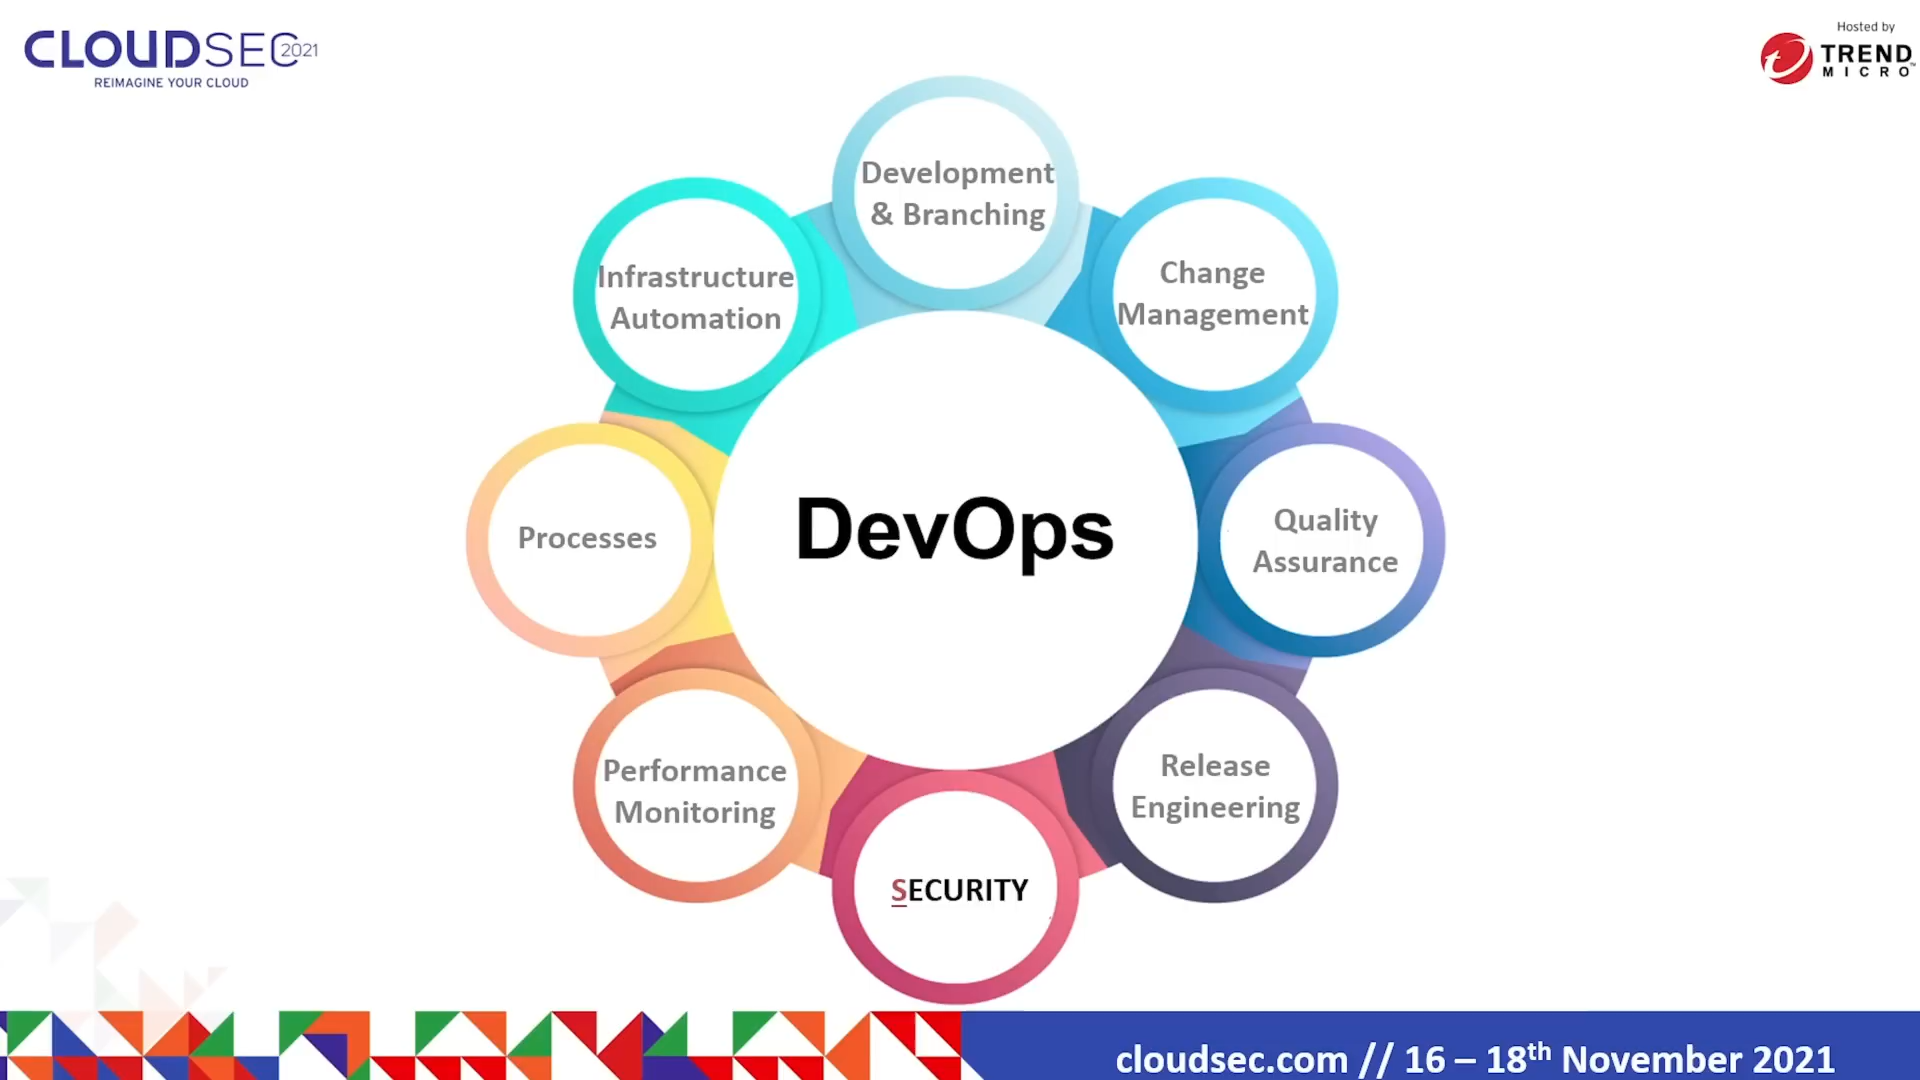 CLOUDSEC2021
REIMAGINE YOUR CLOUD
Hosted by
TREND
MICRO™
Development
& Branching
Infrastructure
Automation
Change
Management
Processes
DevOps
Quality
Assurance
Performance
Monitoring
Release
Engineering
SECURITY
cloudsec.com // 16 – 18th November 2021